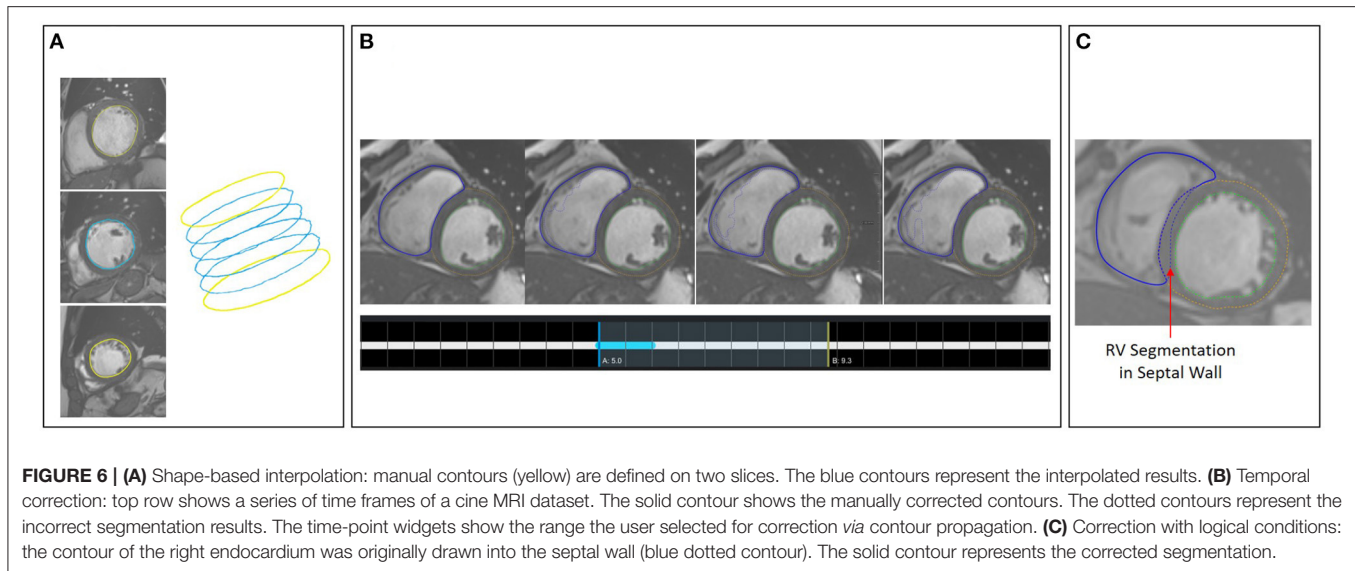 A
B
C
A: 5.0
B: 9.3
RV Segmentation
in Septal Wall
FIGURE 6 | (A) Shape-based interpolation: manual contours (yellow) are defined on two slices. The blue contours represent the interpolated results. (B) Temporal
correction: top row shows a series of time frames of a cine MRI dataset. The solid contour shows the manually corrected contours. The dotted contours represent the
incorrect segmentation results. The time-point widgets show the range the user selected for correction via contour propagation. (C) Correction with logical conditions:
the contour of the right endocardium was originally drawn into the septal wall (blue dotted contour). The solid contour represents the corrected segmentation.